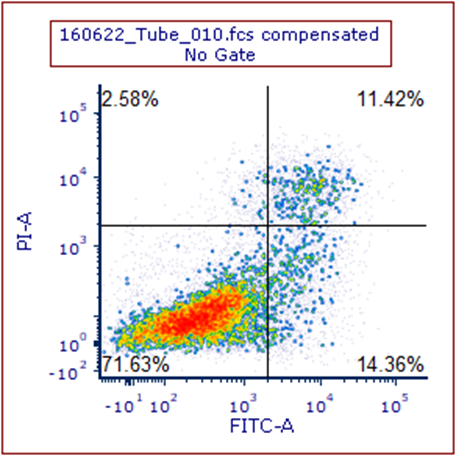 160622_Tube_010.fcs compensated
No Gate
2.58%
11.42%
10⁵
10⁴
PI-A
10³
10⁰
-10²
71.63%
14.36%
-10¹ 10² 10³ 10⁴ 10⁵
FITC-A